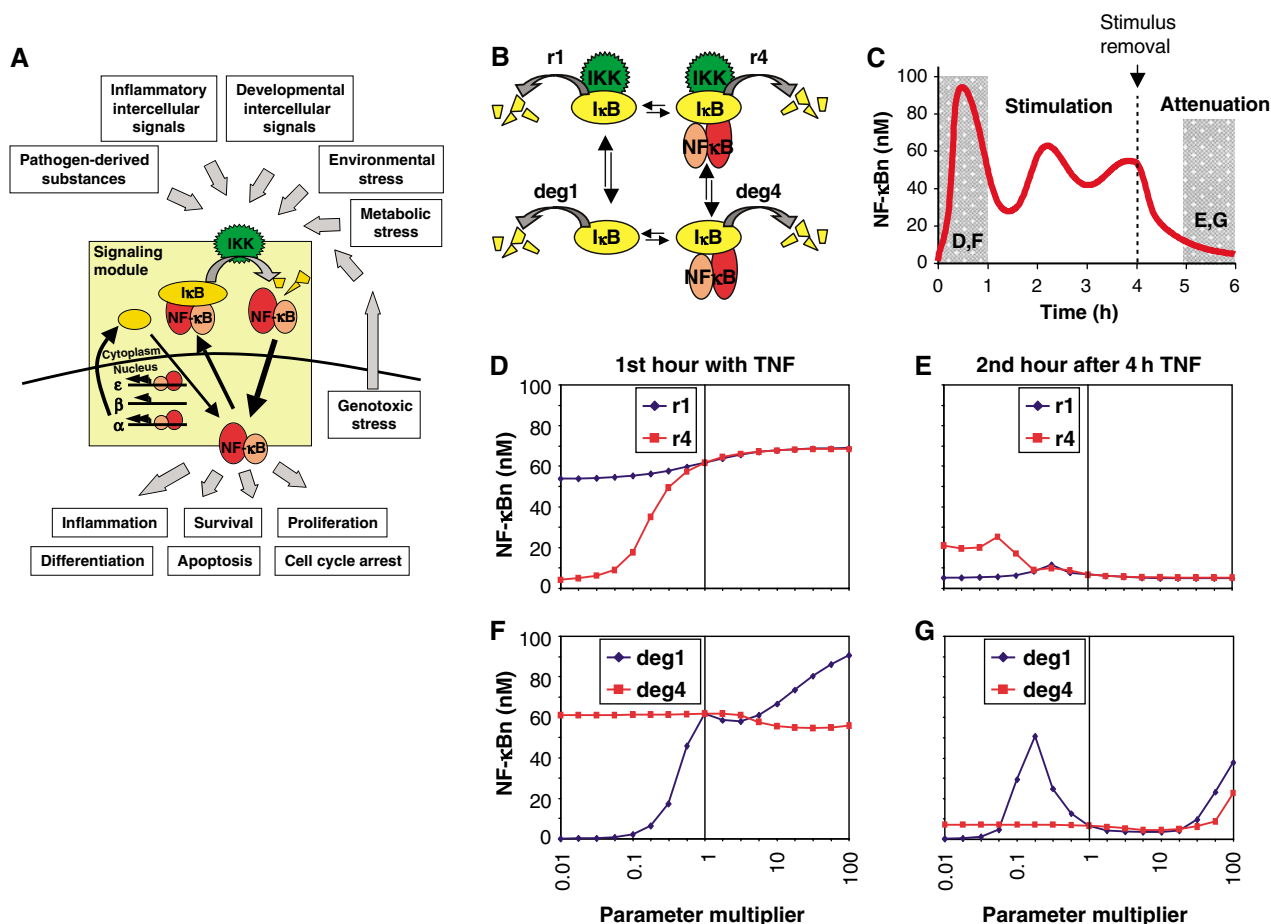 A
Inflammatory
intercellular
signals
Developmental
intercellular
signals
Pathogen-derived
substances
Environmental
stress
Metabolic
stress
IKK
Signaling
module
IκB
NF-κB
NF-κB
Cytoplasm
Nucleus
ε
β
α
Genotoxic
stress
NF-κB
Inflammation
Survival
Proliferation
Differentiation
Apoptosis
Cell cycle arrest
B
r1
IKK
IκB
IKK
r4
IκB
NFκB
deg1
IκB
deg4
IκB
NFκB
Stimulus
removal
C
NF-κBn (nM)
100
80
60
40
20
0
Stimulation
Attenuation
D,F
E,G
0 1 2 3 4 5 6
Time (h)
D
1st hour with TNF
NF-κBn (nM)
100
80
60
40
20
0
r1
r4
E
2nd hour after 4 h TNF
r1
r4
F
NF-κBn (nM)
100
80
60
40
20
0
deg1
deg4
0.01
0.1
1
10
100
Parameter multiplier
G
deg1
deg4
0.01
0.1
1
10
100
Parameter multiplier